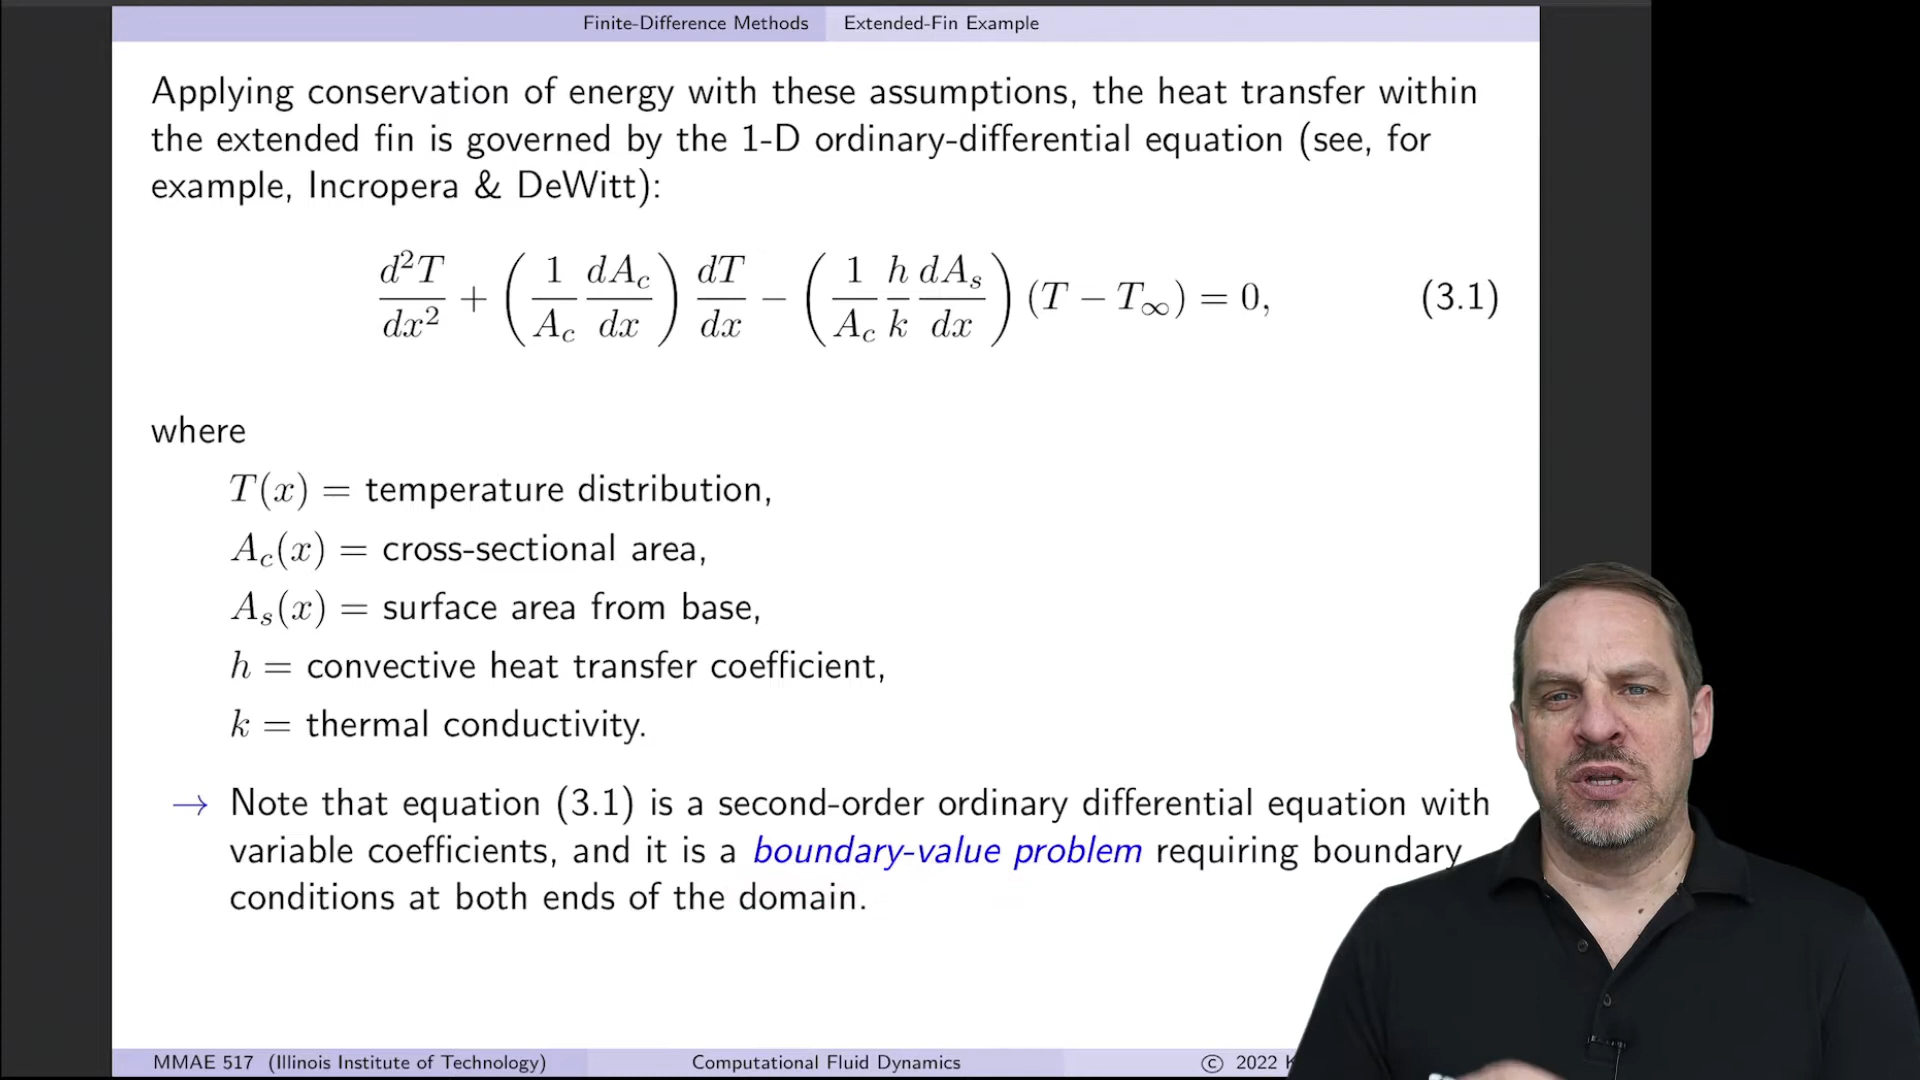 Finite-Difference Methods Extended-Fin Example
Applying conservation of energy with these assumptions, the heat transfer within
the extended fin is governed by the 1-D ordinary-differential equation (see, for
example, Incropera & DeWitt):
d²T/dx² + (1/A_c dA_c/dx) dT/dx − (1/A_c h/k dA_s/dx) (T − T_∞) = 0, (3.1)
where
T(x) = temperature distribution,
A_c(x) = cross-sectional area,
A_s(x) = surface area from base,
h = convective heat transfer coefficient,
k = thermal conductivity.
→ Note that equation (3.1) is a second-order ordinary differential equation with
variable coefficients, and it is a boundary-value problem requiring boundary
conditions at both ends of the domain.
MMAE 517 (Illinois Institute of Technology) Computational Fluid Dynamics © 2022